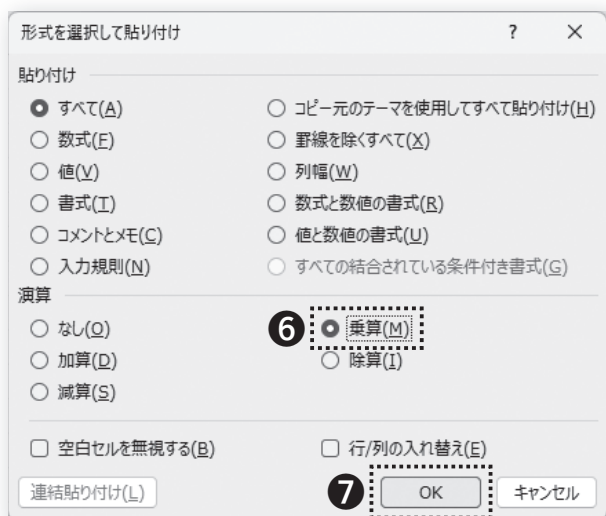 形式を選択して貼り付け ? ×
貼り付け
すべて(A) コピー元のテーマを使用してすべて貼り付け(H)
数式(F) 罫線を除くすべて(X)
値(V) 列幅(W)
書式(T) 数式と数値の書式(R)
コメントとメモ(C) 値と数値の書式(U)
入力規則(N) すべての結合されている条件付き書式(G)
演算
なし(O) ❻ 乗算(M)
加算(D) 除算(I)
減算(S)
空白セルを無視する(B) 行/列の入れ替え(E)
連結貼り付け(L) ❼ OK キャンセル